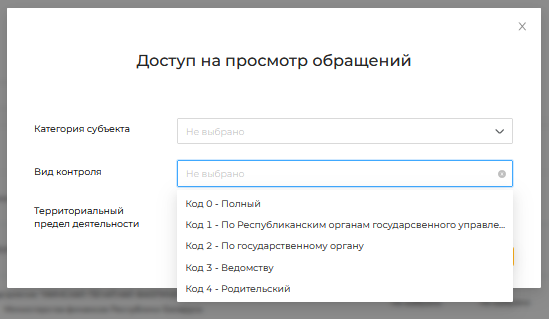 Доступ на просмотр обращений
Категория субъекта
Не выбрано
Вид контроля
Не выбрано
Территориальный
предел деятельности
Код 0 - Полный
Код 1 - По Республиканским органам государсвенного управле...
Код 2 - По государственному органу
Код 3 - Ведомству
Код 4 - Родительский